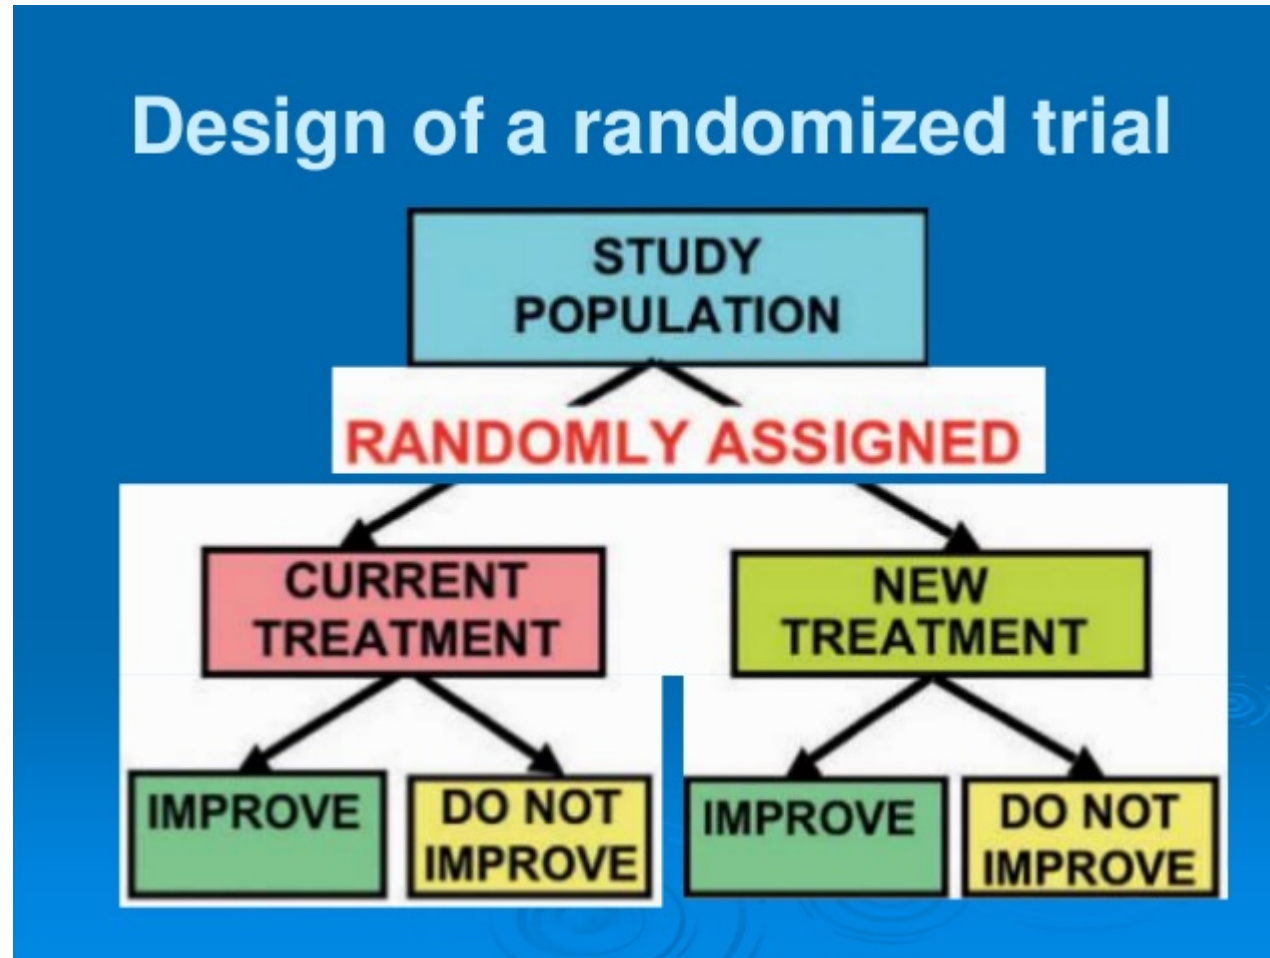 Design of a randomized trial
STUDY
POPULATION
RANDOMLY ASSIGNED
CURRENT
TREATMENT
NEW
TREATMENT
IMPROVE
DO NOT
IMPROVE
IMPROVE
DO NOT
IMPROVE